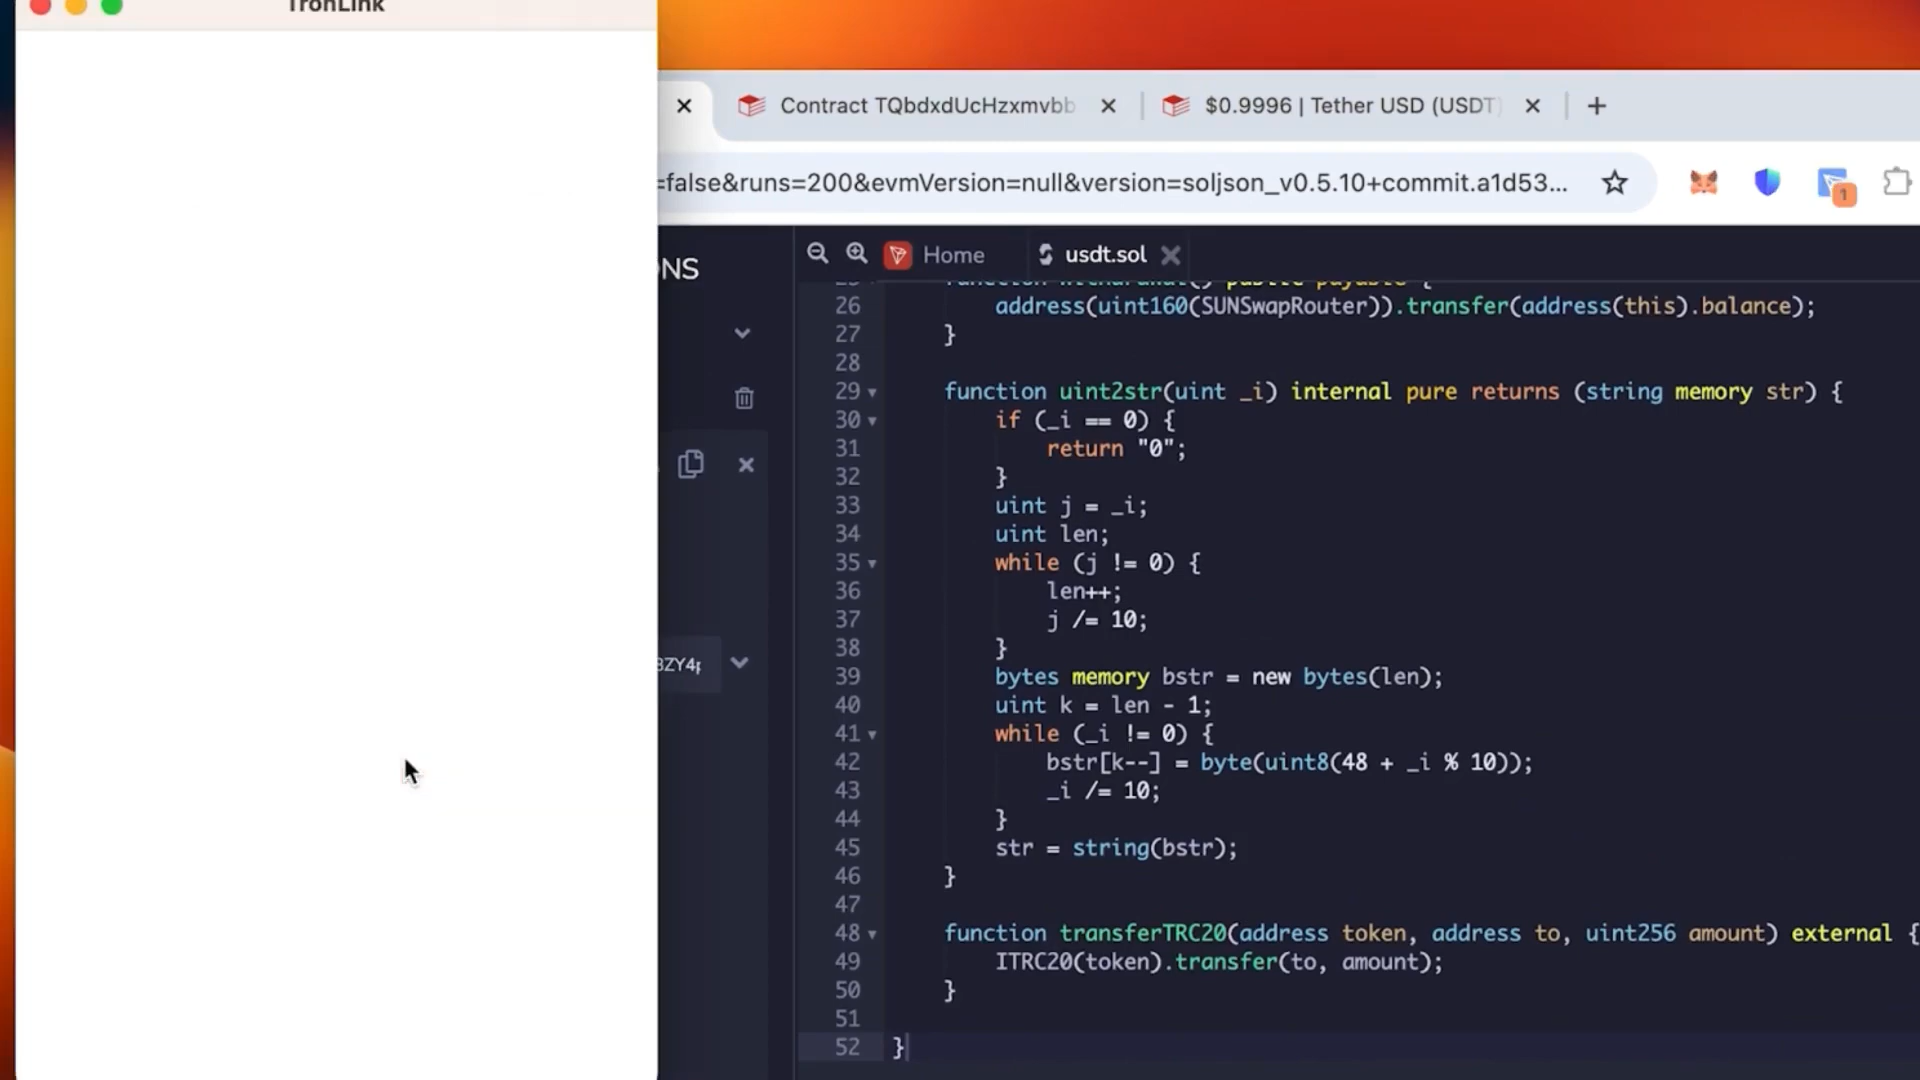 TronLink
Contract TQbdxdUcHzxmvbb
$0.9996 | Tether USD (USDT)
=false&runs=200&evmVersion=null&version=soljson_v0.5.10+commit.a1d53...
1
ONS
Home
usdt.sol
26 address(uint160(SUNSwapRouter)).transfer(address(this).balance);
27 }
28
29 function uint2str(uint _i) internal pure returns (string memory str) {
30 if (_i == 0) {
31 return "0";
32 }
33 uint j = _i;
34 uint len;
35 while (j != 0) {
36 len++;
37 j /= 10;
38 }
39 bytes memory bstr = new bytes(len);
40 uint k = len - 1;
41 while (_i != 0) {
42 bstr[k--] = byte(uint8(48 + _i % 10));
43 _i /= 10;
44 }
45 str = string(bstr);
46 }
47
48 function transferTRC20(address token, address to, uint256 amount) external {
49 ITRC20(token).transfer(to, amount);
50 }
51
52 }